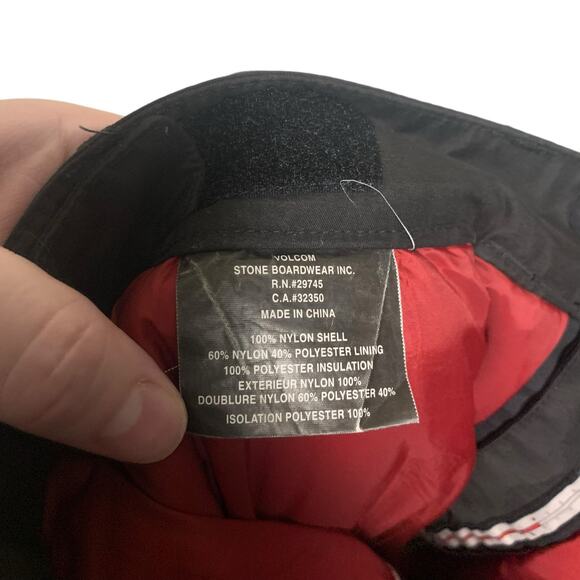 VOLCOM
STONE BOARDWEAR INC.
R.N.#29745
C.A.#32350
MADE IN CHINA
100% NYLON SHELL
60% NYLON 40% POLYESTER LINING
100% POLYESTER INSULATION
EXTERIEUR NYLON 100%
DOUBLURE NYLON 60% POLYESTER 40%
ISOLATION POLYESTER 100%